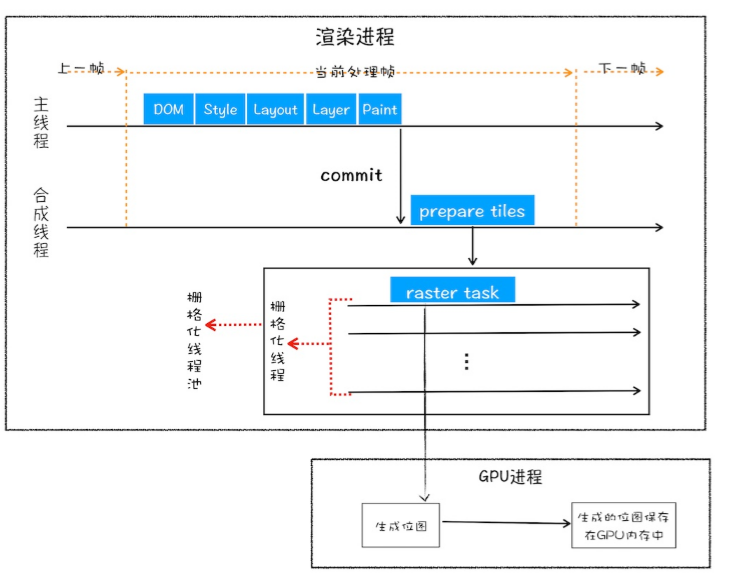 渲染进程
上一帧
当前处理帧
下一帧
主线程
DOM
Style
Layout
Layer
Paint
commit
合成线程
prepare tiles
raster task
栅格化线程池
栅格化线程
⋮
GPU进程
生成位图
生成的位图保存
在GPU内存中